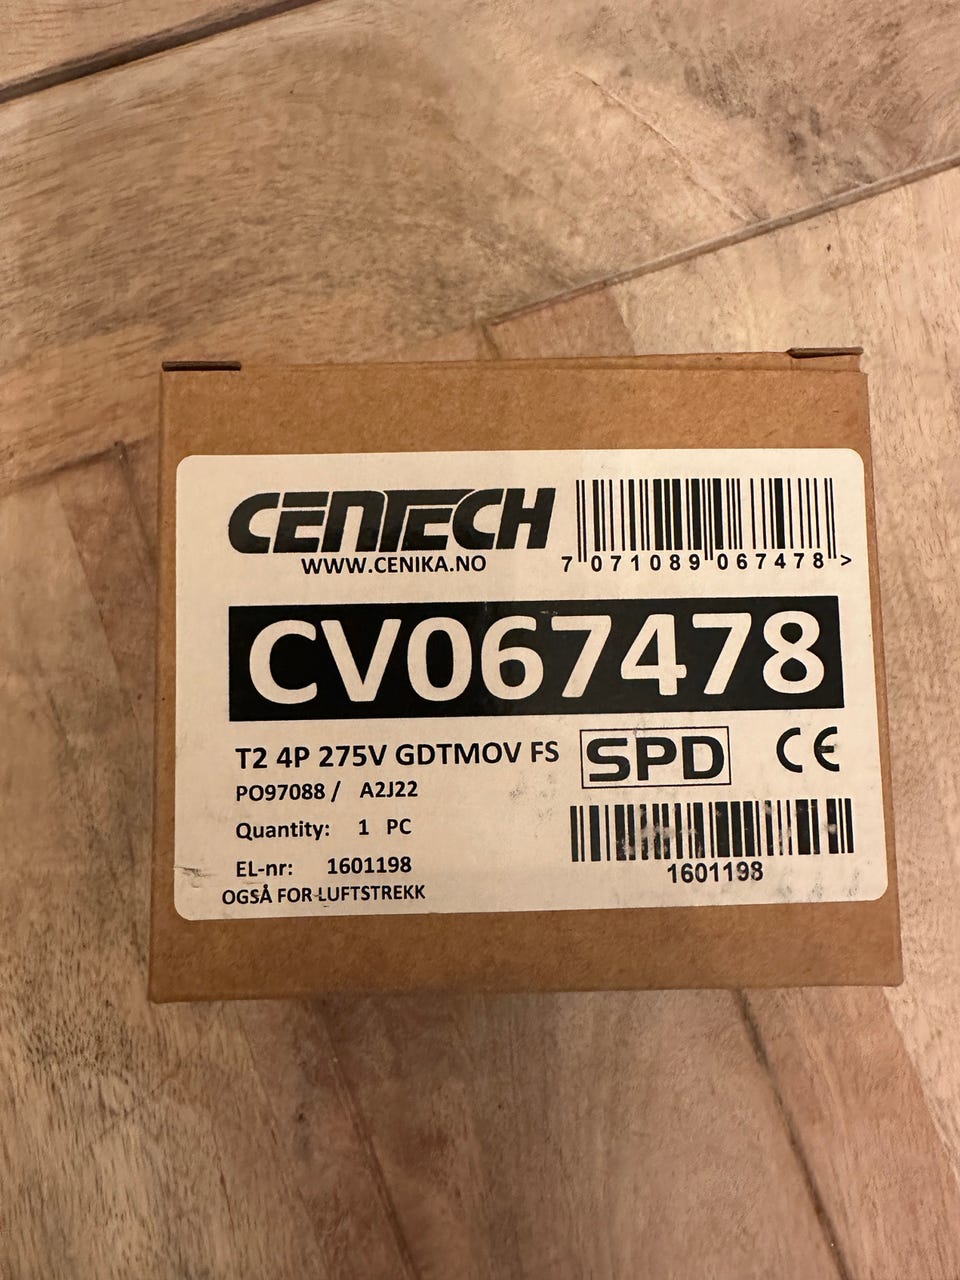 CENTECH
WWW.CENIKA.NO
7 071089 067478 >
CV067478
T2 4P 275V GDTMOV FS
SPD
CE
PO97088 / A2J22
Quantity: 1 PC
EL-nr: 1601198
1601198
OGSÅ FOR LUFTSTREKK